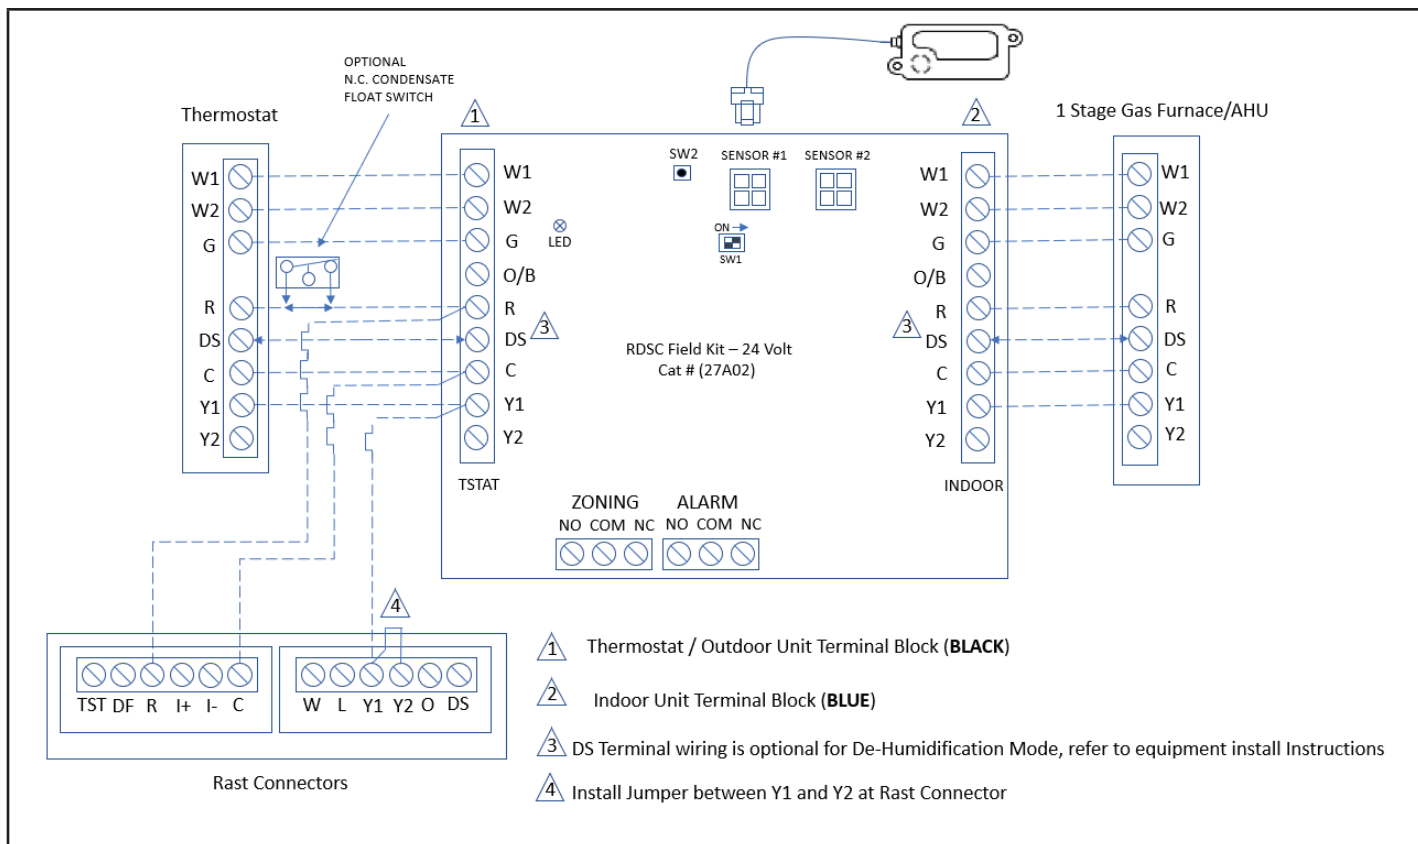 OPTIONAL
N.C. CONDENSATE
FLOAT SWITCH
Thermostat
1
2
1 Stage Gas Furnace/AHU
W1
W2
G
R
DS
C
Y1
Y2
W1
W2
G
O/B
R
DS
C
Y1
Y2
TSTAT
3
LED
SW2
SENSOR #1
SENSOR #2
ON
SW1
RDSC Field Kit – 24 Volt
Cat # (27A02)
3
W1
W2
G
O/B
R
DS
C
Y1
Y2
INDOOR
W1
W2
G
R
DS
C
Y1
Y2
ZONING
ALARM
NO COM NC
NO COM NC
4
TST DF R I+ I- C
W L Y1 Y2 O DS
Rast Connectors
1 Thermostat / Outdoor Unit Terminal Block (BLACK)
2 Indoor Unit Terminal Block (BLUE)
3 DS Terminal wiring is optional for De-Humidification Mode, refer to equipment install Instructions
4 Install Jumper between Y1 and Y2 at Rast Connector